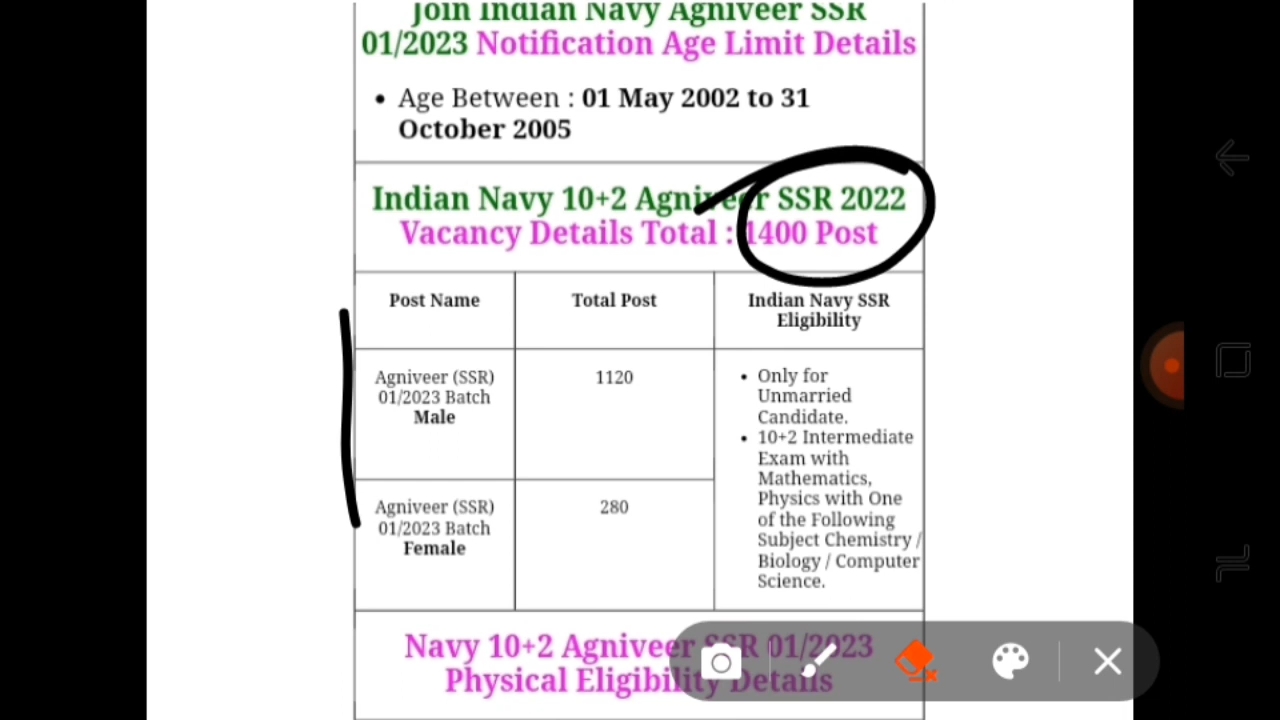 Join Indian Navy Agniveer SSR
01/2023 Notification Age Limit Details
• Age Between : 01 May 2002 to 31
October 2005
Indian Navy 10+2 Agniveer SSR 2022
Vacancy Details Total : 1400 Post
Post Name
Total Post
Indian Navy SSR
Eligibility
Agniveer (SSR)
01/2023 Batch
Male
1120
• Only for
Unmarried
Candidate.
• 10+2 Intermediate
Exam with
Mathematics,
Physics with One
of the Following
Subject Chemistry /
Biology / Computer
Science.
Agniveer (SSR)
01/2023 Batch
Female
280
Navy 10+2 Agniveer SSR 01/2023
Physical Eligibility Details